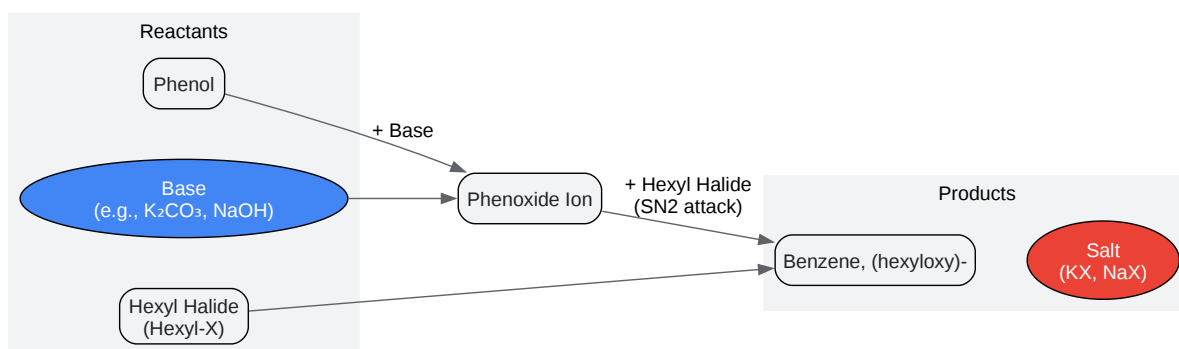 Reactants
Phenol
+ Base
Base
(e.g., K₂CO₃, NaOH)
Phenoxide Ion
+ Hexyl Halide
(SN2 attack)
Hexyl Halide
(Hexyl-X)
Products
Benzene, (hexyloxy)-
Salt
(KX, NaX)